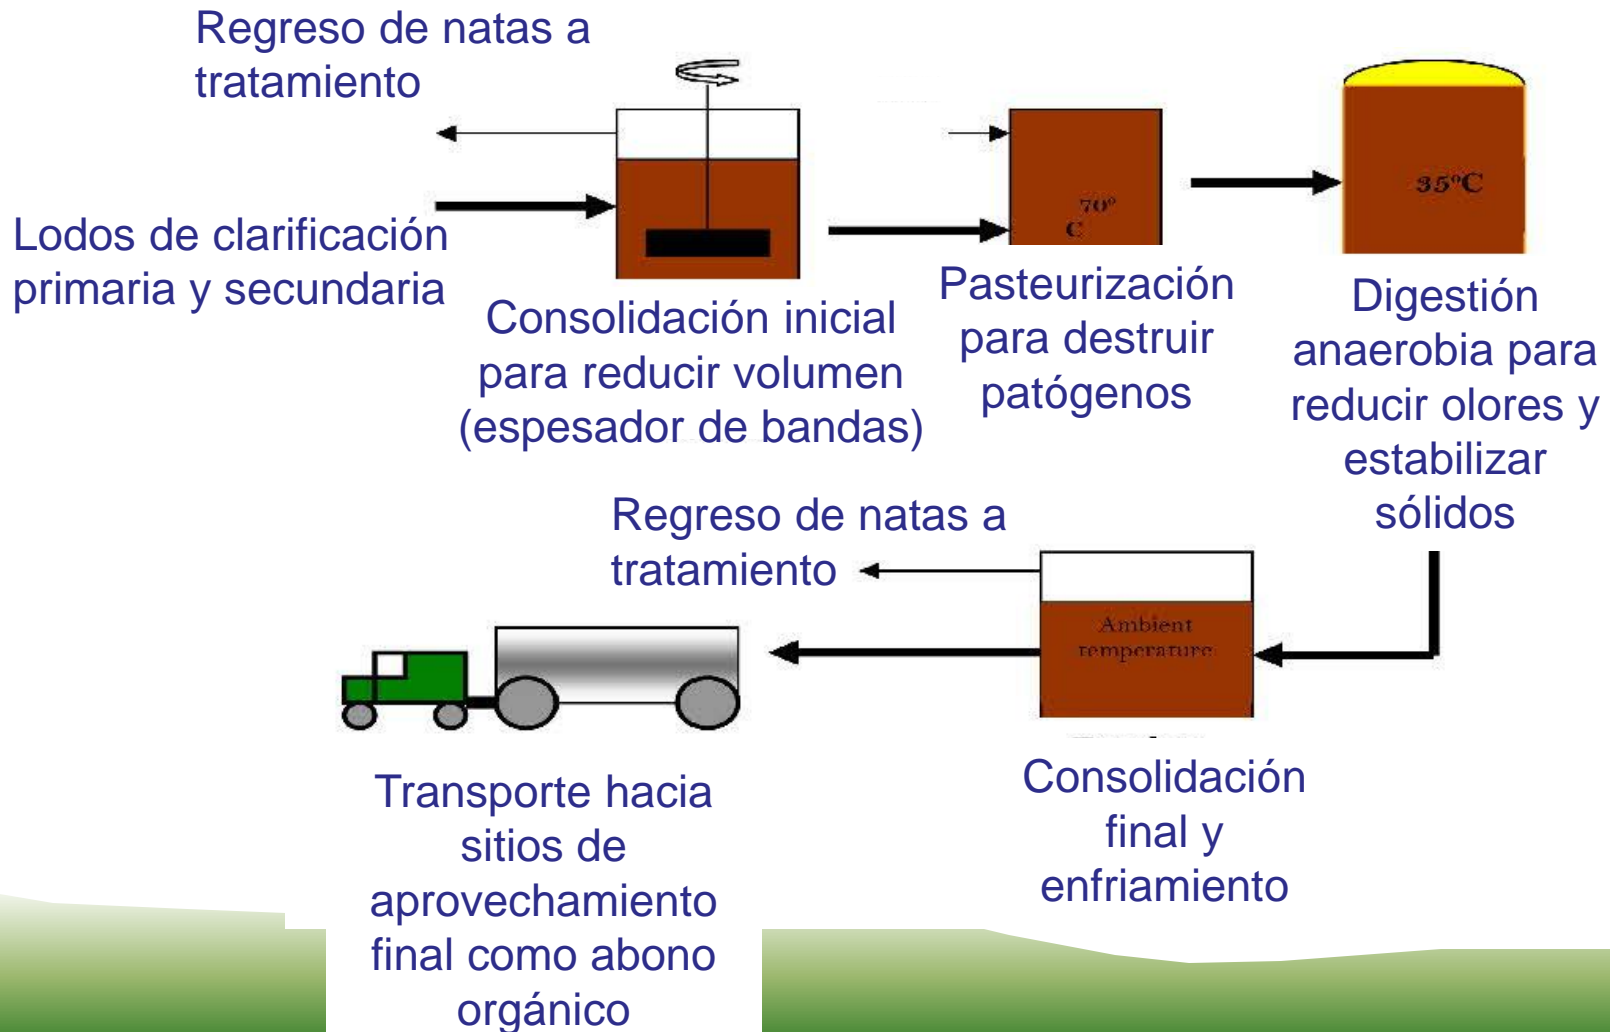 Regreso de natas a
tratamiento
Lodos de clarificación
primaria y secundaria
Consolidación inicial
para reducir volumen
(espesador de bandas)
70º
C
Pasteurización
para destruir
patógenos
35ºC
Digestión
anaerobia para
reducir olores y
estabilizar
sólidos
Regreso de natas a
tratamiento
Ambient
temperature
Consolidación
final y
enfriamiento
Transporte hacia
sitios de
aprovechamiento
final como abono
orgánico